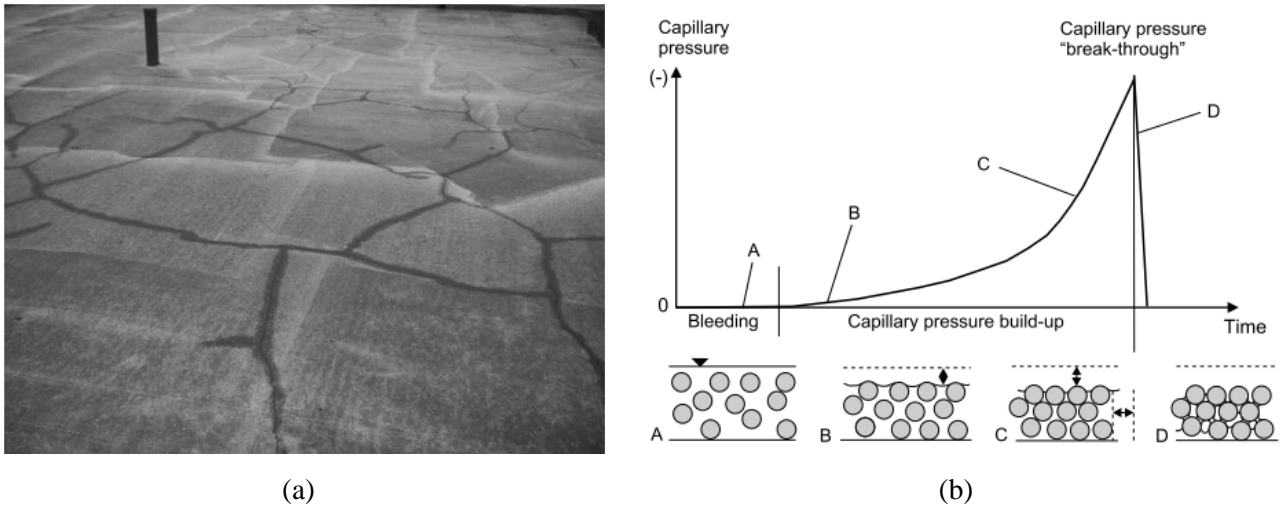 Capillary
pressure
Capillary pressure
"break-through"
(-)
D
C
B
A
0
Bleeding
Capillary pressure build-up
Time
A
B
C
D
(a)
(b)